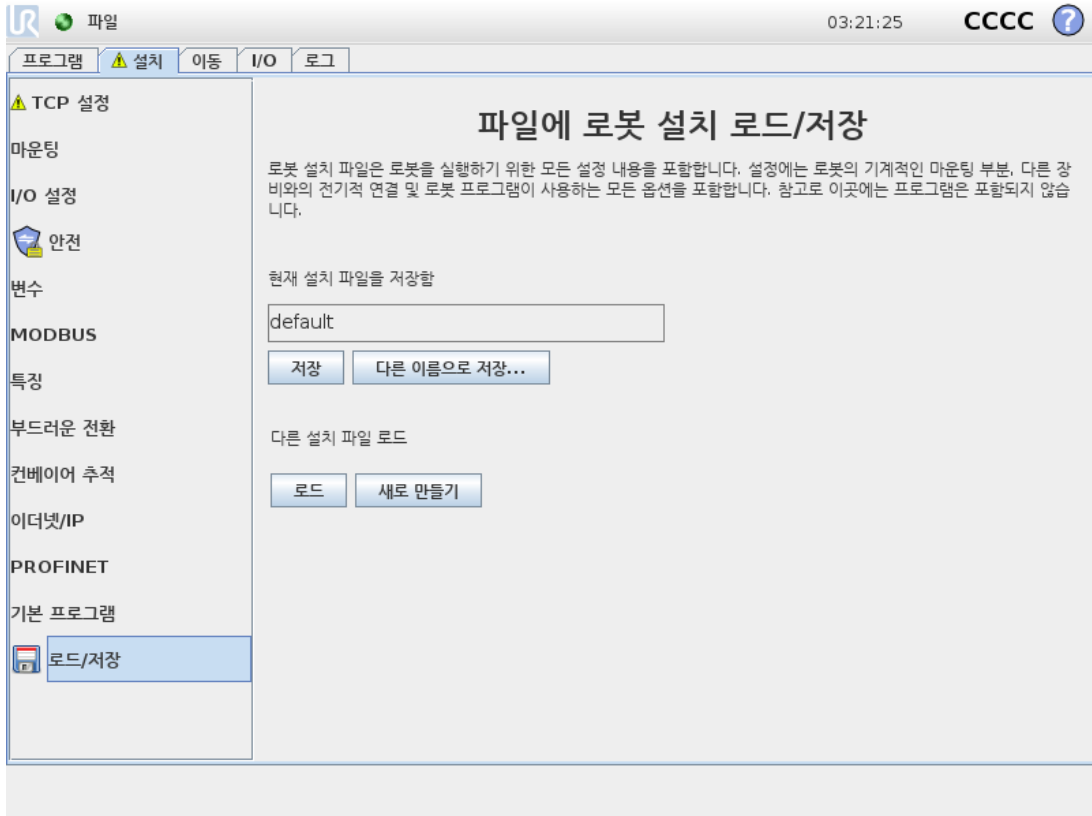 UR 파일 03:21:25 CCCC ?
프로그램 설치 이동 I/O 로그
TCP 설정
마운팅
I/O 설정
안전
변수
MODBUS
특징
부드러운 전환
컨베이어 추적
이더넷/IP
PROFINET
기본 프로그램
로드/저장
파일에 로봇 설치 로드/저장
로봇 설치 파일은 로봇을 실행하기 위한 모든 설정 내용을 포함합니다. 설정에는 로봇의 기계적인 마운팅 부분, 다른 장
비와의 전기적 연결 및 로봇 프로그램이 사용하는 모든 옵션을 포함합니다. 참고로 이곳에는 프로그램은 포함되지 않습
니다.
현재 설치 파일을 저장함
default
저장 다른 이름으로 저장...
다른 설치 파일 로드
로드 새로 만들기